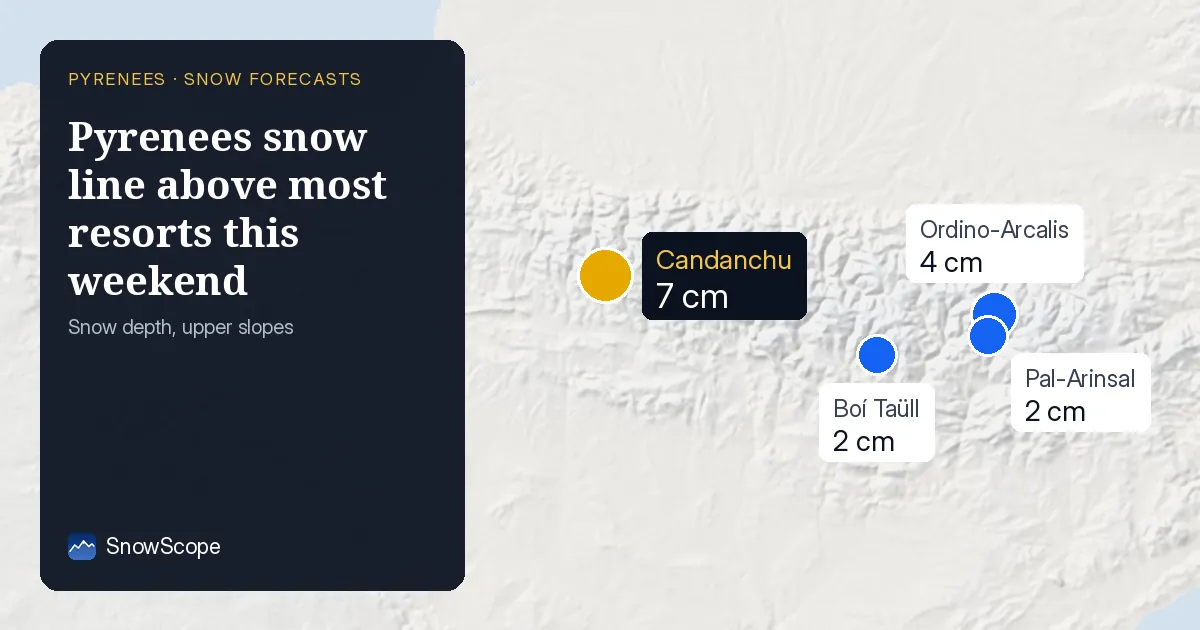 PYRENEES · SNOW FORECASTS
Pyrenees snow
line above most
resorts this
weekend
Snow depth, upper slopes
SnowScope
Candanchu
7 cm
Ordino-Arcalis
4 cm
Pal-Arinsal
2 cm
Boí Taüll
2 cm